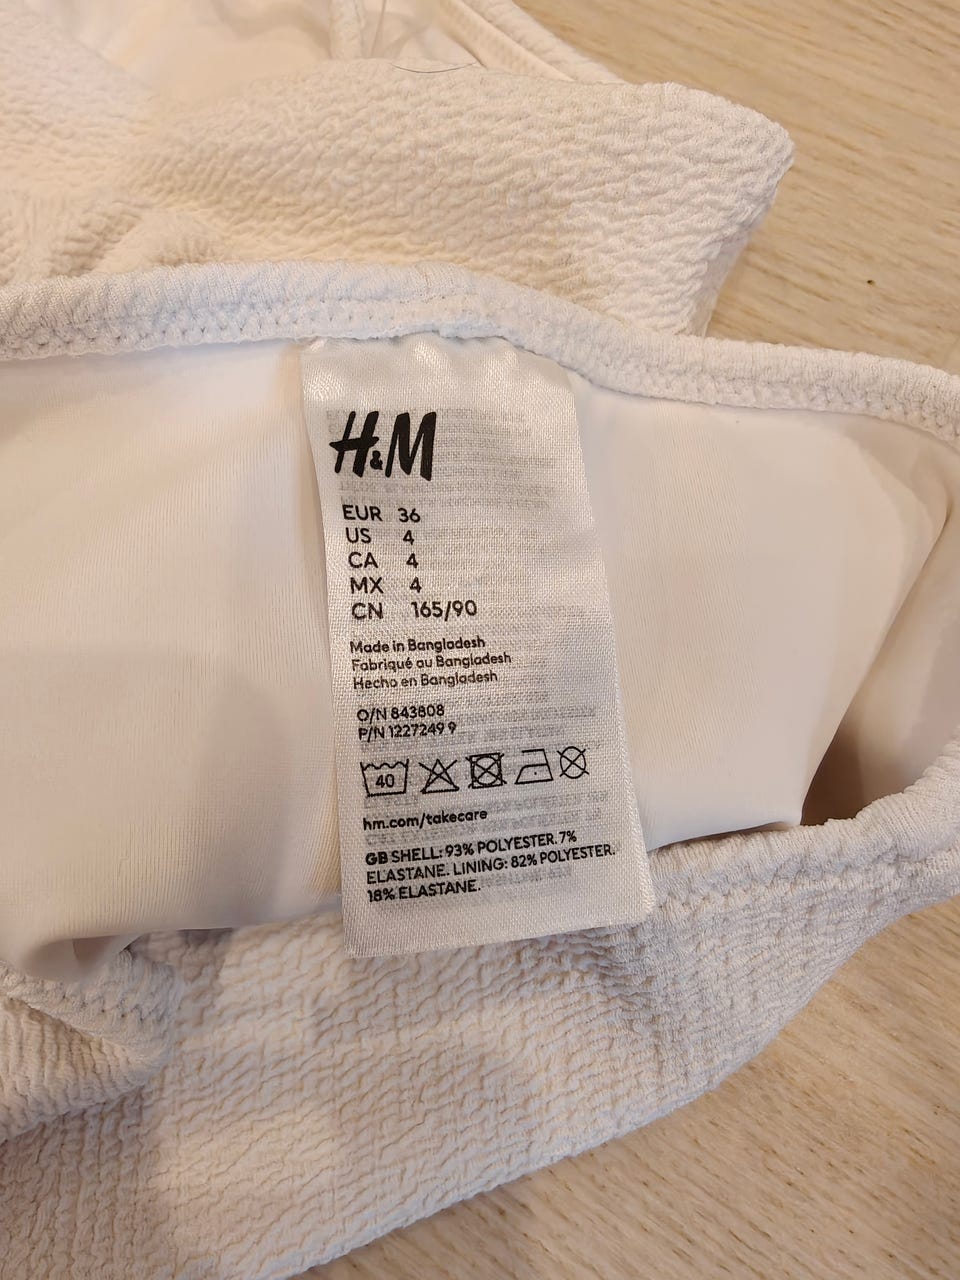 H&M
EUR 36
US 4
CA 4
MX 4
CN 165/90
Made in Bangladesh
Fabriqué au Bangladesh
Hecho en Bangladesh
O/N 843808
P/N 1227249 9
40
hm.com/takecare
GB SHELL: 93% POLYESTER. 7%
ELASTANE. LINING: 82% POLYESTER.
18% ELASTANE.